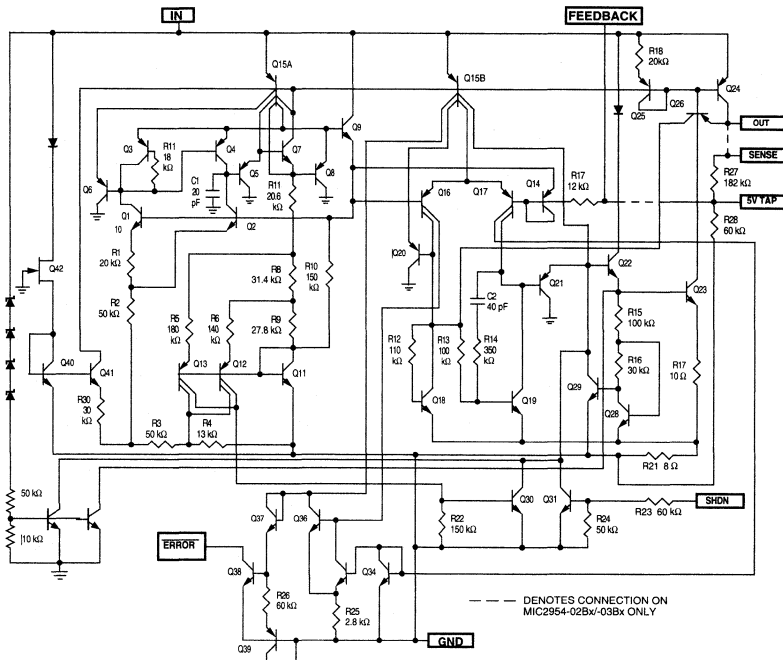 IN
FEEDBACK
R18
20kΩ
Q15A
Q15B
Q24
Q26
Q25
OUT
Q9
Q3
R11
18
kΩ
Q4
Q7
SENSE
Q6
C1
20
pF
Q5
Q8
R17
12 kΩ
R27
182 kΩ
R11
20.6
kΩ
Q16
Q17
Q14
5V TAP
Q1
10
Q2
R28
60 kΩ
R1
20 kΩ
Q20
Q42
R8
31.4 kΩ
R10
150
kΩ
Q22
Q21
Q23
R2
50 kΩ
C2
40 pF
R5
180
kΩ
R6
140
kΩ
R9
27.8 kΩ
R15
100 kΩ
R12
110
kΩ
R13
100
kΩ
R14
350
kΩ
R16
30 kΩ
R17
10 Ω
Q40
Q41
Q13
Q12
Q11
Q29
Q28
R30
30
kΩ
Q18
Q19
R3
50 kΩ
R4
13 kΩ
R21 8 Ω
50 kΩ
10 kΩ
Q30
Q31
SHDN
R22
150 kΩ
R24
50 kΩ
R23 60 kΩ
Q37
Q36
ERROR
Q38
Q34
R26
60 kΩ
R25
2.8 kΩ
Q39
GND
DENOTES CONNECTION ON
MIC2954-02Bx/-03Bx ONLY